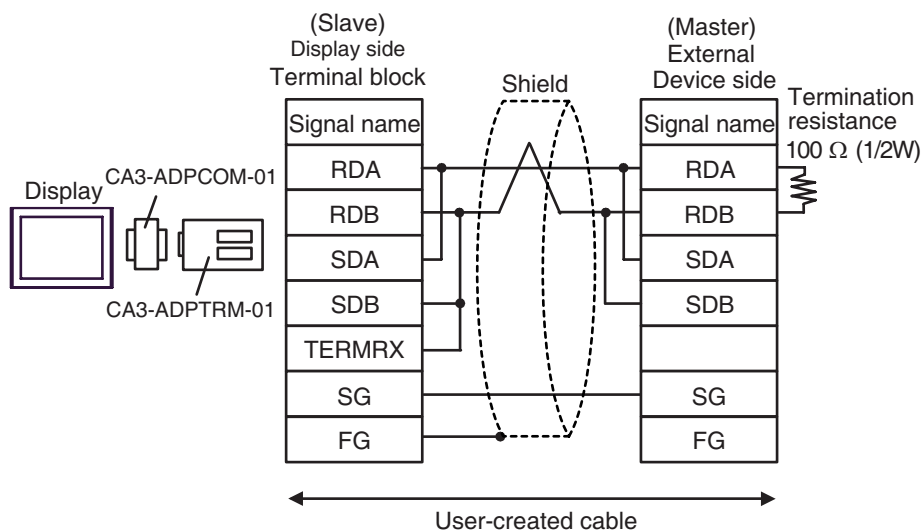 (Slave)
Display side
Terminal block
(Master)
External
Device side
Shield
Termination
resistance
100 Ω (1/2W)
Signal name
RDA
RDB
SDA
SDB
TERMRX
SG
FG
Signal name
RDA
RDB
SDA
SDB
SG
FG
Display
CA3-ADPCOM-01
CA3-ADPTRM-01
User-created cable